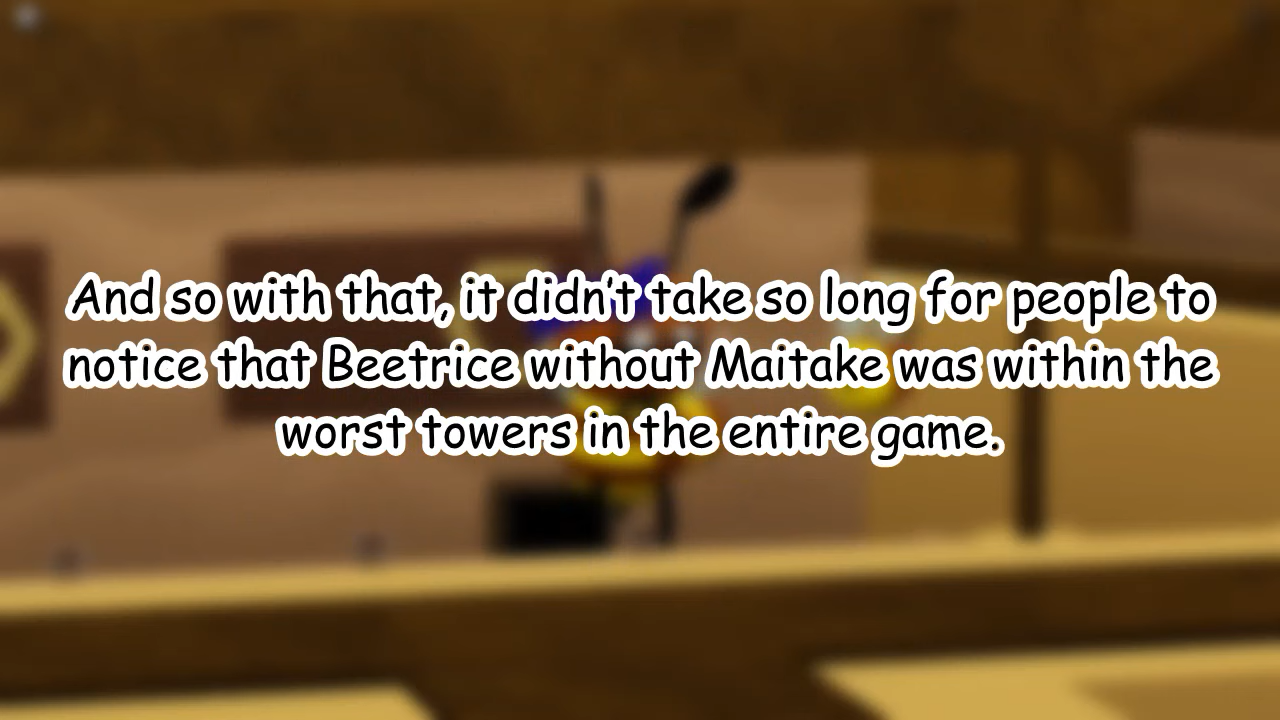 And so with that, it didn't take so long for people to
notice that Beetrice without Maitake was within the
worst towers in the entire game.